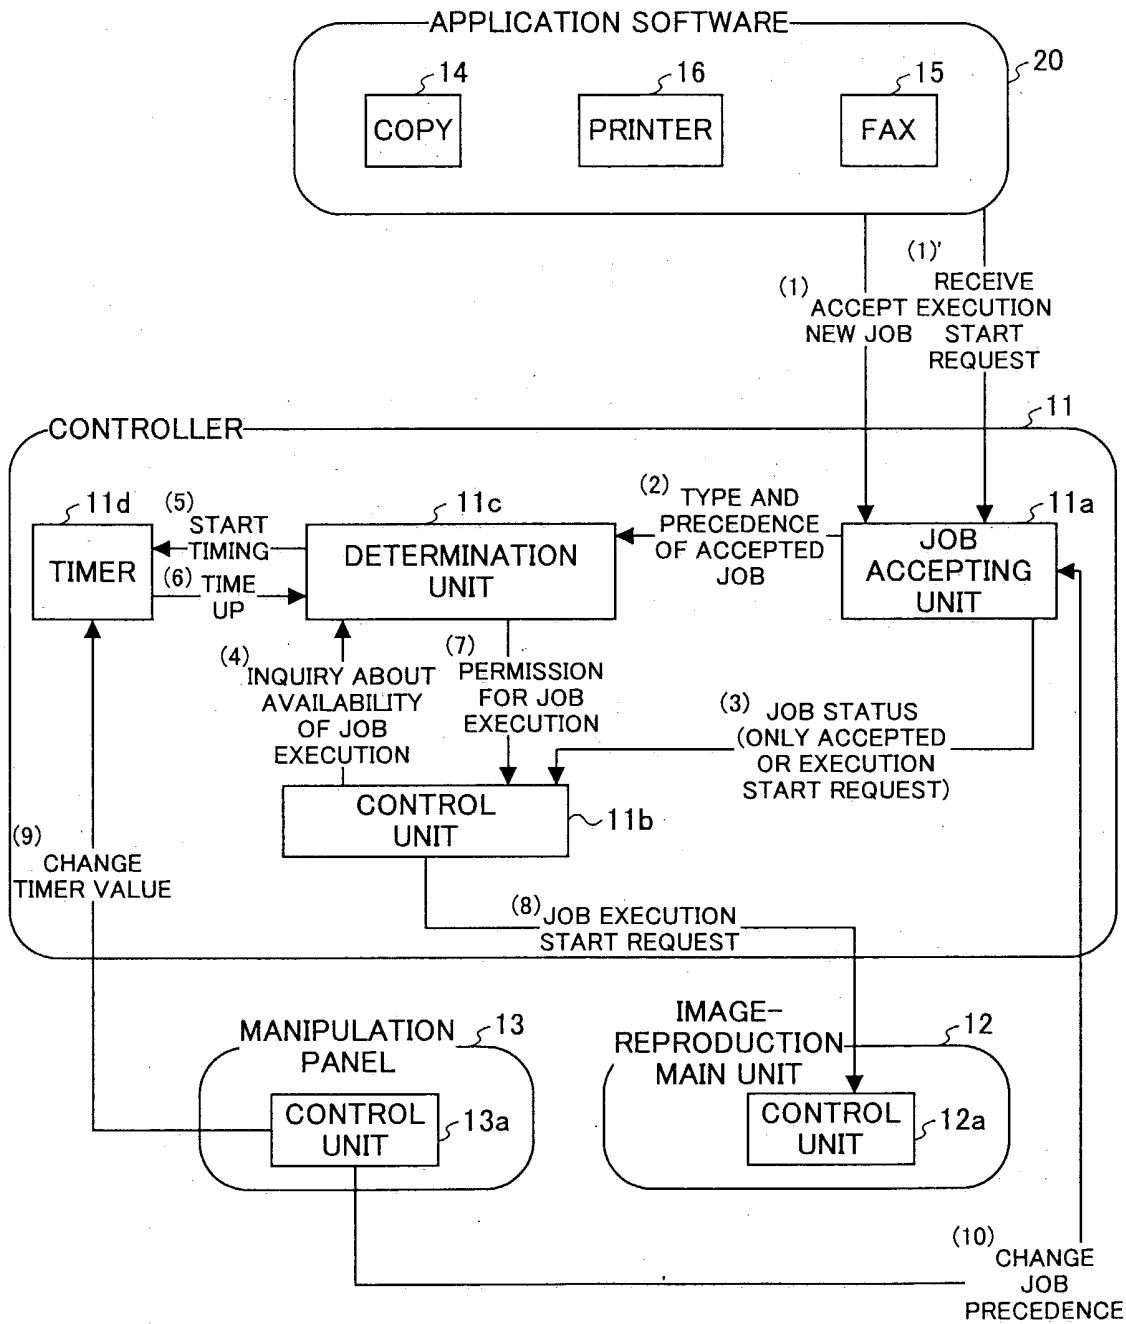 APPLICATION SOFTWARE
20
14
COPY
16
PRINTER
15
FAX
(1)
ACCEPT
NEW JOB
(1)'
RECEIVE
EXECUTION
START
REQUEST
CONTROLLER
11
11d
TIMER
(5)
START
TIMING
(6) TIME
UP
11c
DETERMINATION
UNIT
(2)
TYPE AND
PRECEDENCE
OF ACCEPTED
JOB
11a
JOB
ACCEPTING
UNIT
(4)
INQUIRY ABOUT
AVAILABILITY
OF JOB
EXECUTION
(7)
PERMISSION
FOR JOB
EXECUTION
(3)
JOB STATUS
(ONLY ACCEPTED
OR EXECUTION
START REQUEST)
CONTROL
UNIT
11b
(9)
CHANGE
TIMER VALUE
(8)
JOB EXECUTION
START REQUEST
MANIPULATION
PANEL
13
CONTROL
UNIT
13a
IMAGE-
REPRODUCTION
MAIN UNIT
12
CONTROL
UNIT
12a
(10)
CHANGE
JOB
PRECEDENCE